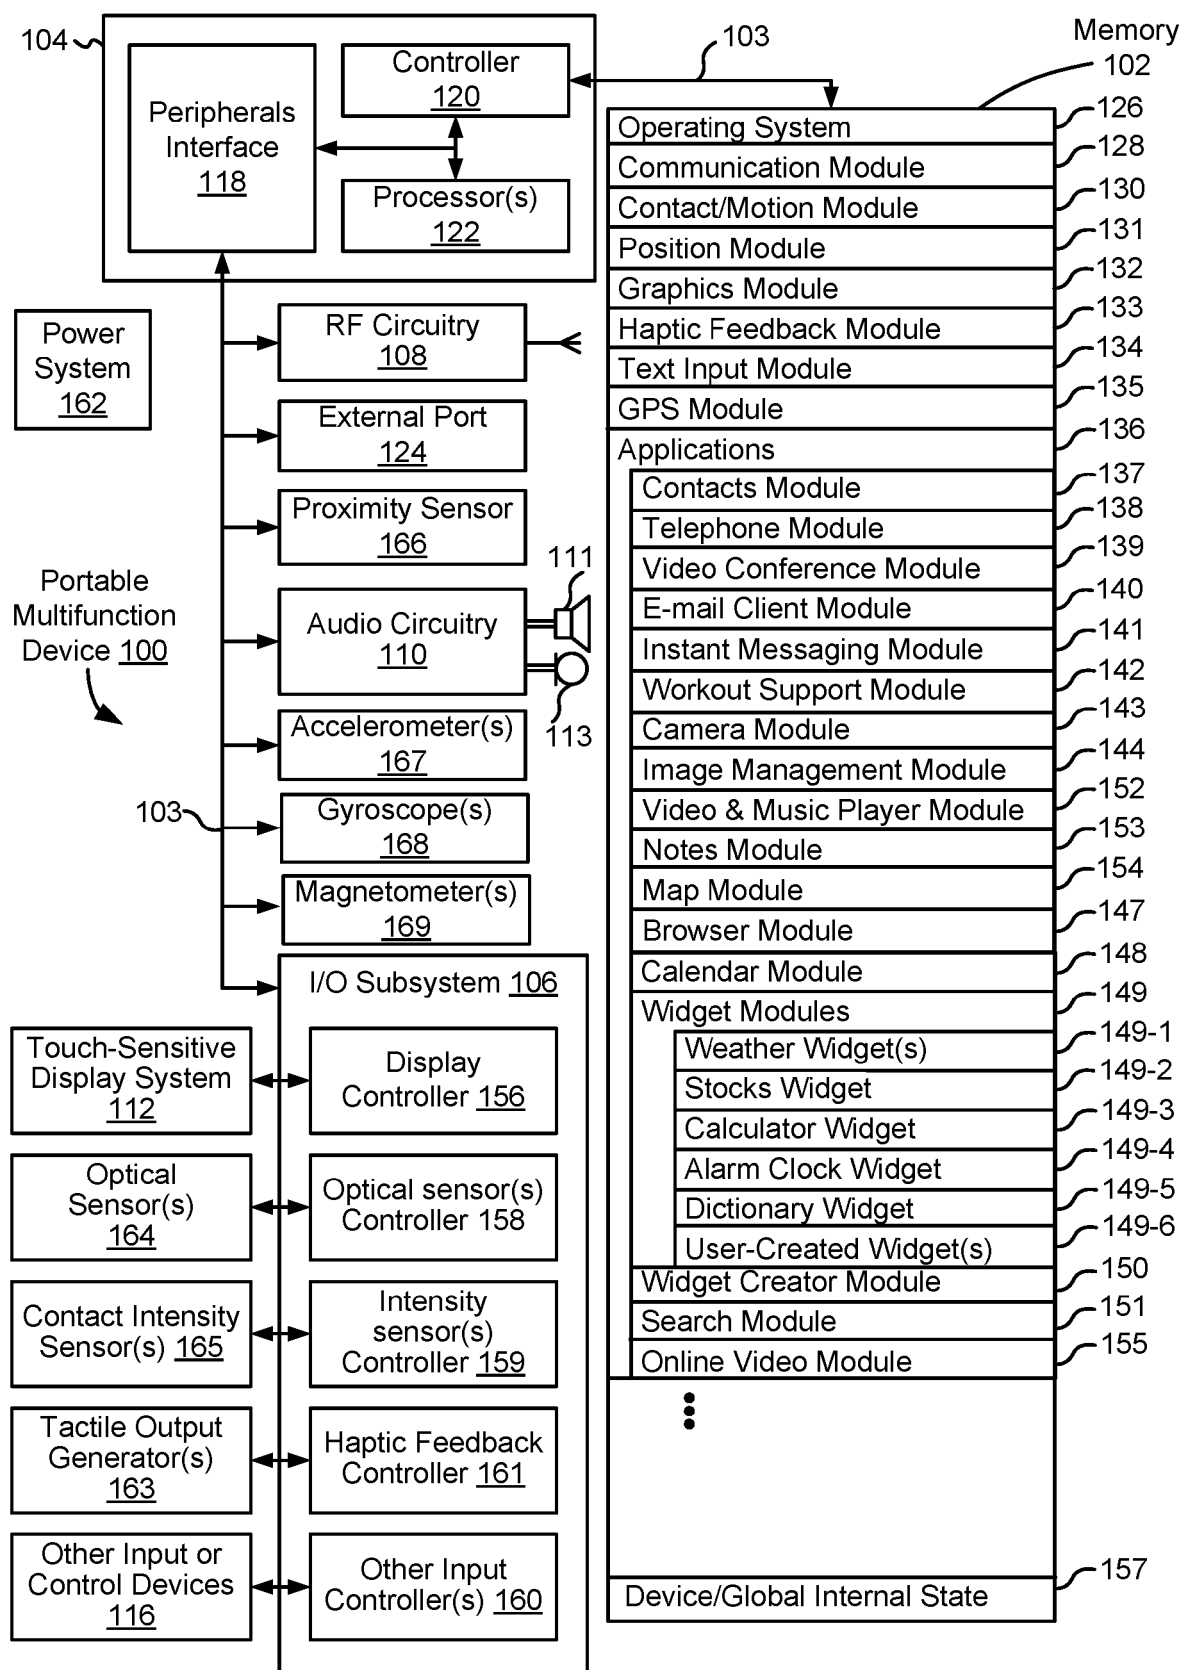 104
Peripherals
Interface
118
Controller
120
Processor(s)
122
103
Memory
102
Power
System
162
RF Circuitry
108
External Port
124
Proximity Sensor
166
Portable
Multifunction
Device 100
Audio Circuitry
110
111
113
Accelerometer(s)
167
103
Gyroscope(s)
168
Magnetometer(s)
169
I/O Subsystem 106
Touch-Sensitive
Display System
112
Display
Controller 156
Optical
Sensor(s)
164
Optical sensor(s)
Controller 158
Contact Intensity
Sensor(s) 165
Intensity
sensor(s)
Controller 159
Tactile Output
Generator(s)
163
Haptic Feedback
Controller 161
Other Input or
Control Devices
116
Other Input
Controller(s) 160
Operating System 126
Communication Module 128
Contact/Motion Module 130
Position Module 131
Graphics Module 132
Haptic Feedback Module 133
Text Input Module 134
GPS Module 135
Applications 136
Contacts Module 137
Telephone Module 138
Video Conference Module 139
E-mail Client Module 140
Instant Messaging Module 141
Workout Support Module 142
Camera Module 143
Image Management Module 144
Video & Music Player Module 152
Notes Module 153
Map Module 154
Browser Module 147
Calendar Module 148
Widget Modules 149
Weather Widget(s) 149-1
Stocks Widget 149-2
Calculator Widget 149-3
Alarm Clock Widget 149-4
Dictionary Widget 149-5
User-Created Widget(s) 149-6
Widget Creator Module 150
Search Module 151
Online Video Module 155
Device/Global Internal State 157